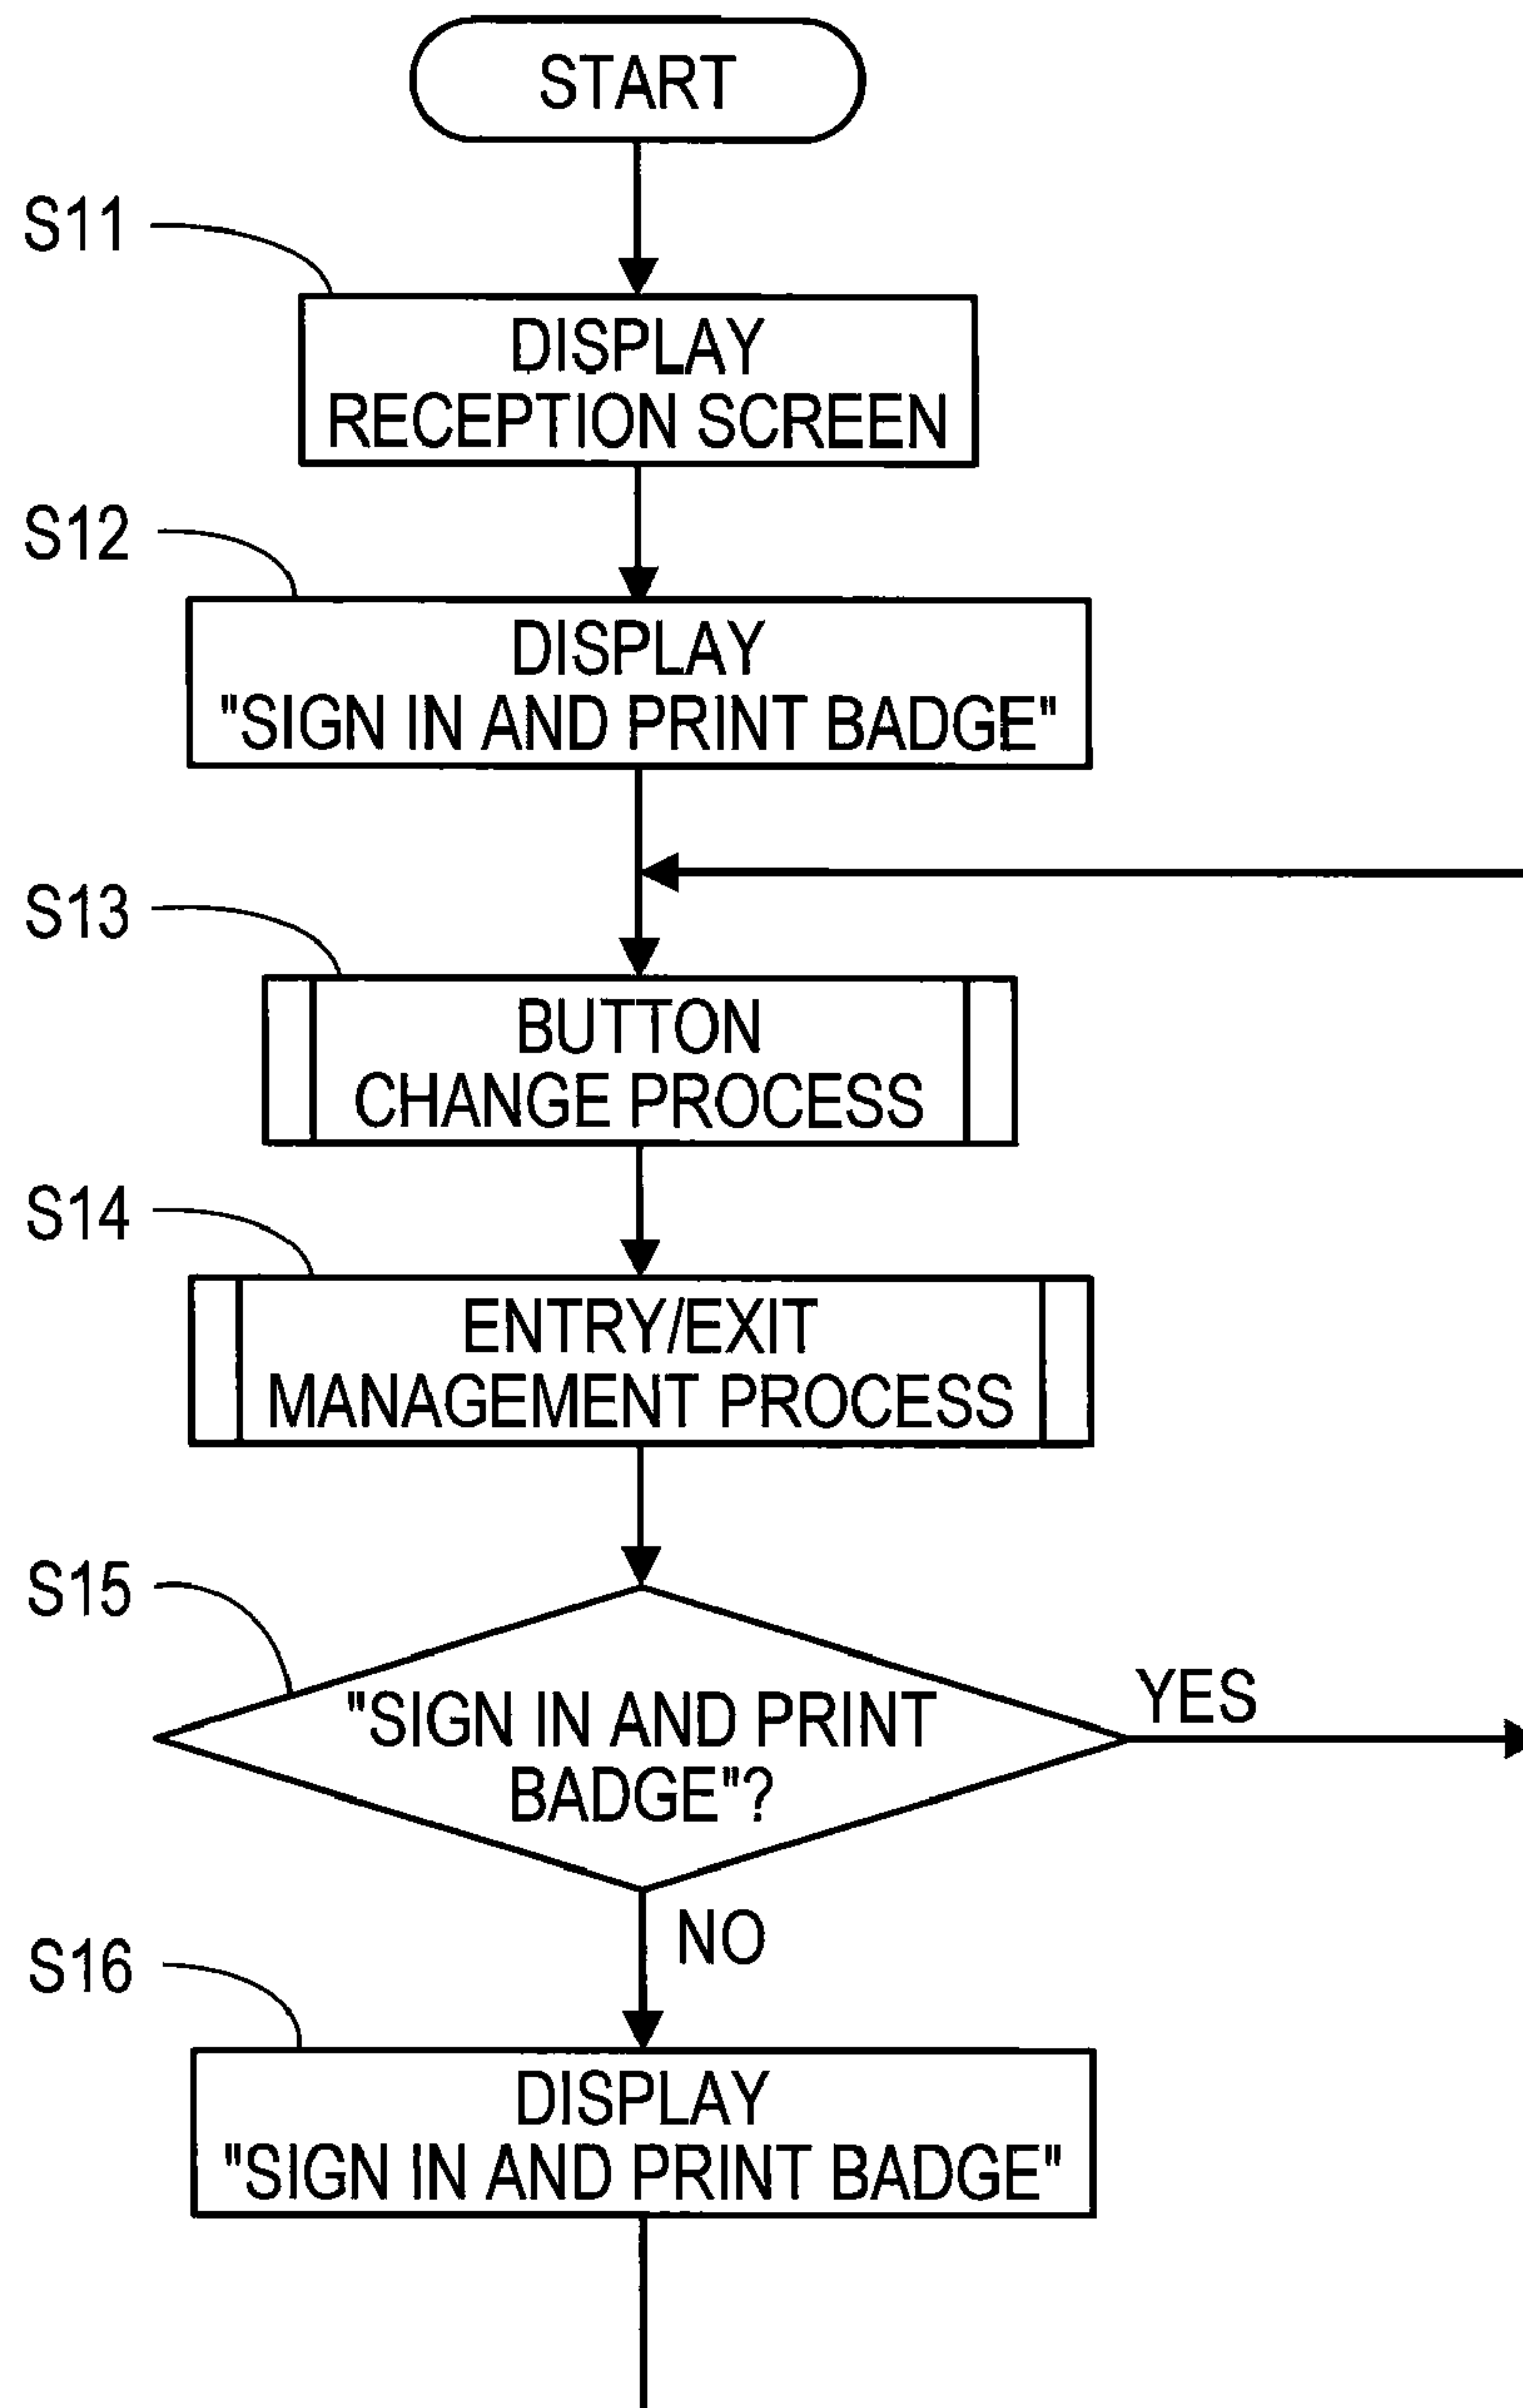 START
S11
DISPLAY
RECEPTION SCREEN
S12
DISPLAY
"SIGN IN AND PRINT BADGE"
S13
BUTTON
CHANGE PROCESS
S14
ENTRY/EXIT
MANAGEMENT PROCESS
S15
"SIGN IN AND PRINT
BADGE"?
YES
NO
S16
DISPLAY
"SIGN IN AND PRINT BADGE"